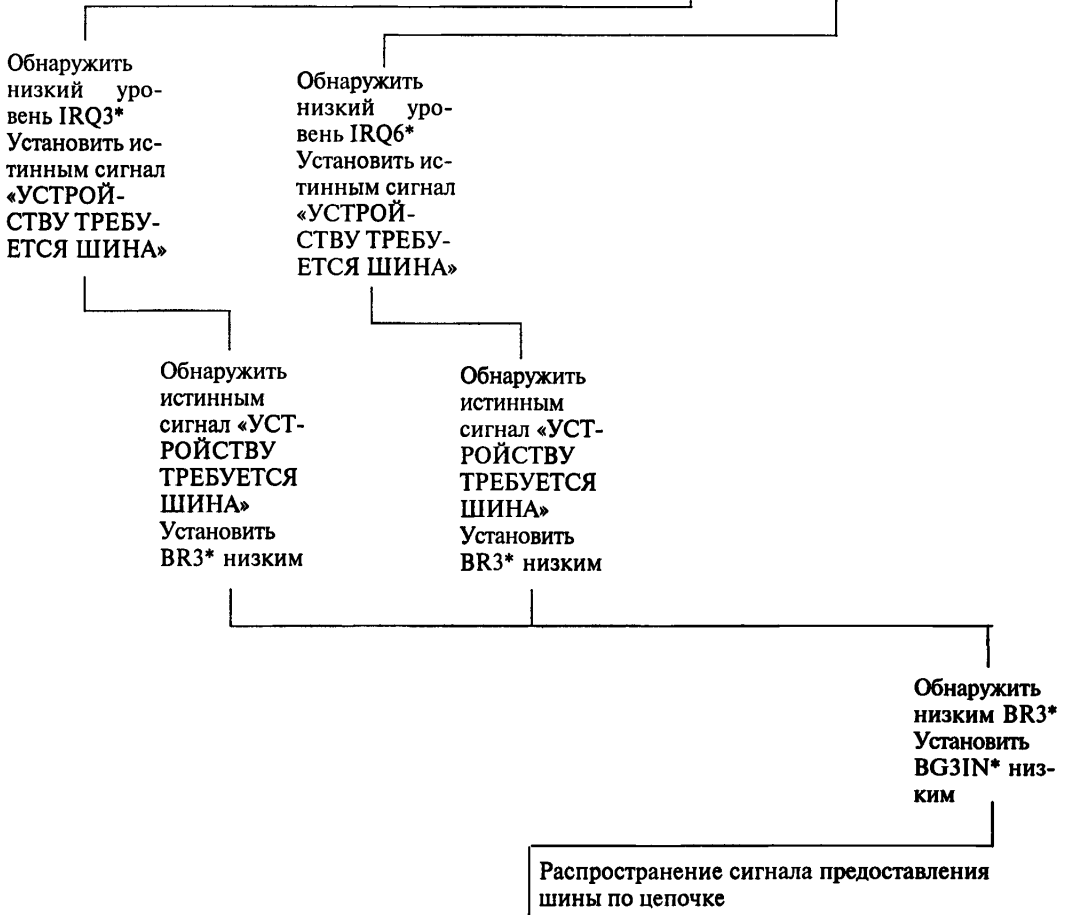 Обнаружить
низкий уро-
вень IRQ3*
Установить ис-
тинным сигнал
«УСТРОЙ-
СТВУ ТРЕБУ-
ЕТСЯ ШИНА»
Обнаружить
низкий уро-
вень IRQ6*
Установить ис-
тинным сигнал
«УСТРОЙ-
СТВУ ТРЕБУ-
ЕТСЯ ШИНА»
Обнаружить
истинным
сигнал «УСТ-
РОЙСТВУ
ТРЕБУЕТСЯ
ШИНА»
Установить
BR3* низким
Обнаружить
истинным
сигнал «УСТ-
РОЙСТВУ
ТРЕБУЕТСЯ
ШИНА»
Установить
BR3* низким
Обнаружить
низким BR3*
Установить
BG3IN* низ-
ким
Распространение сигнала предоставления
шины по цепочке